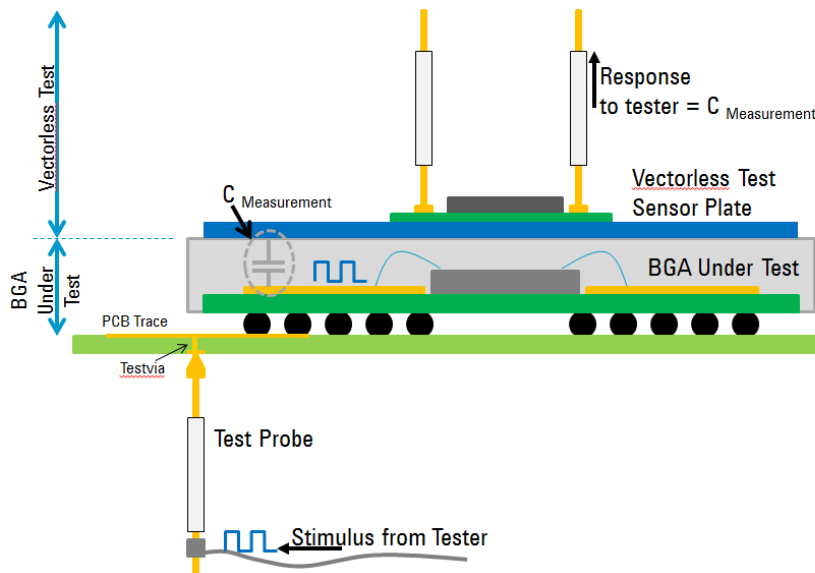 Vectorless Test
BGA
Under
Test
Response
to tester = C Measurement
C Measurement
Vectorless Test
Sensor Plate
BGA Under Test
PCB Trace
Testvia
Test Probe
Stimulus from Tester